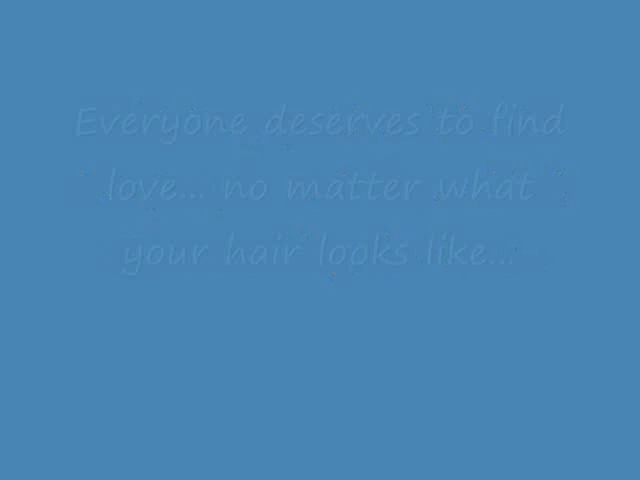 Everyone deserves to find
love... no matter what
your hair looks like...